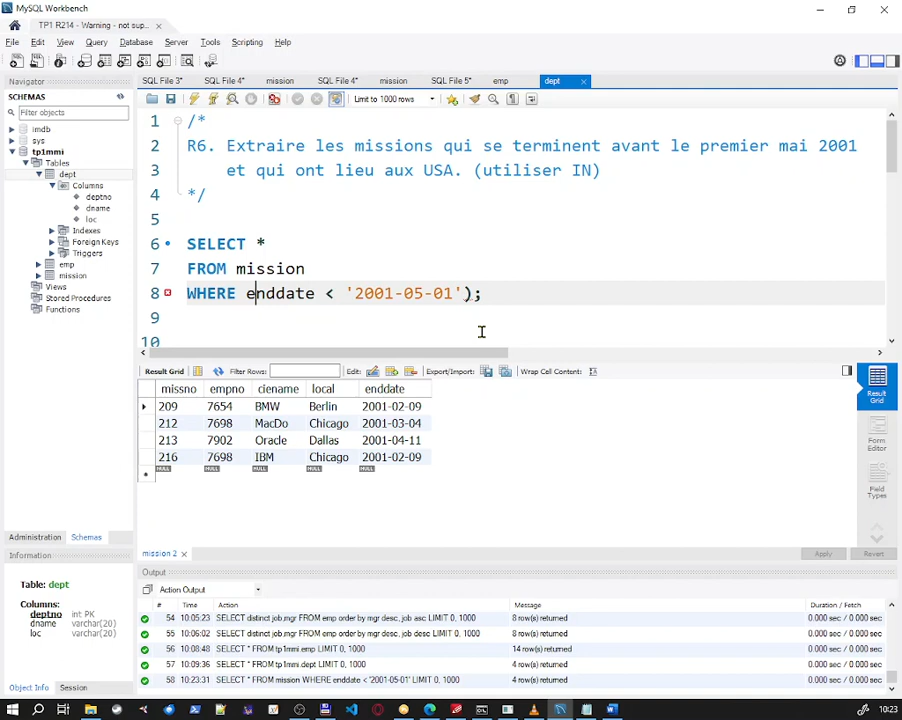 MySQL Workbench
TP1 R214 - Warning - not sup...
File Edit View Query Database Server Tools Scripting Help
Navigator
SCHEMAS
Filter objects
imdb
sys
tp1mmi
Tables
dept
Columns
deptno
dname
loc
Indexes
Foreign Keys
Triggers
emp
mission
Views
Stored Procedures
Functions
Administration Schemas
Information
Table: dept
Columns:
deptno int PK
dname varchar(20)
loc varchar(20)
Object Info Session
SQL File 3* SQL File 4* mission SQL File 4* mission SQL File 5* emp dept
Limit to 1000 rows
1 /*
2 R6. Extraire les missions qui se terminent avant le premier mai 2001
3 et qui ont lieu aux USA. (utiliser IN)
4 */
5
6 SELECT *
7 FROM mission
8 WHERE enddate < '2001-05-01');
9
10
Result Grid Filter Rows: Edit: Export/Import: Wrap Cell Content:
missno empno ciename local enddate
209 7654 BMW Berlin 2001-02-09
212 7698 MacDo Chicago 2001-03-04
213 7902 Oracle Dallas 2001-04-11
216 7698 IBM Chicago 2001-02-09
NULL NULL NULL NULL NULL
Result Grid
Form Editor
Field Types
mission 2 Apply Revert
Output
Action Output
# Time Action Message Duration / Fetch
54 10:05:23 SELECT distinct job,mgr FROM emp order by mgr desc, job asc LIMIT 0, 1000 8 row(s) returned 0.000 sec / 0.000 sec
55 10:06:02 SELECT distinct job,mgr FROM emp order by mgr desc, job desc LIMIT 0, 1000 8 row(s) returned 0.000 sec / 0.000 sec
56 10:08:48 SELECT * FROM tp1mmi.emp LIMIT 0, 1000 14 row(s) returned 0.000 sec / 0.000 sec
57 10:09:36 SELECT * FROM tp1mmi.dept LIMIT 0, 1000 4 row(s) returned 0.000 sec / 0.000 sec
58 10:23:31 SELECT * FROM mission WHERE enddate < '2001-05-01' LIMIT 0, 1000 4 row(s) returned 0.000 sec / 0.000 sec
10:23